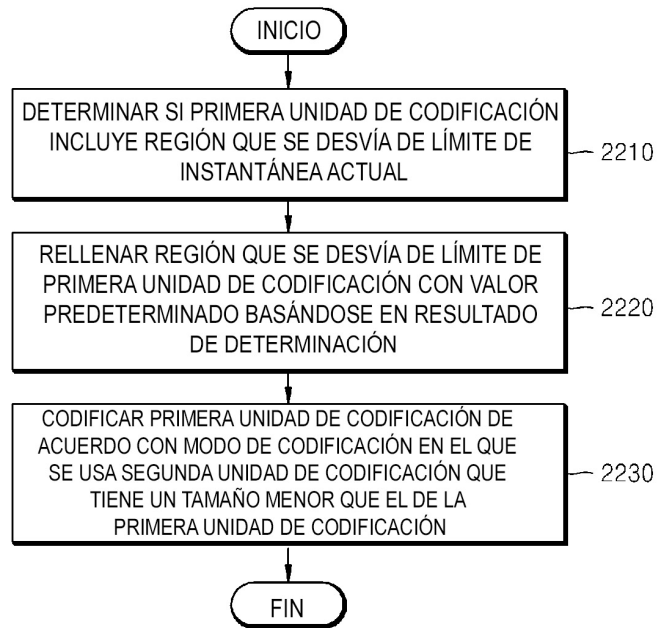 INICIO
DETERMINAR SI PRIMERA UNIDAD DE CODIFICACIÓN
INCLUYE REGIÓN QUE SE DESVÍA DE LÍMITE DE
INSTANTÁNEA ACTUAL
2210
RELLENAR REGIÓN QUE SE DESVÍA DE LÍMITE DE
PRIMERA UNIDAD DE CODIFICACIÓN CON VALOR
PREDETERMINADO BASÁNDOSE EN RESULTADO
DE DETERMINACIÓN
2220
CODIFICAR PRIMERA UNIDAD DE CODIFICACIÓN DE
ACUERDO CON MODO DE CODIFICACIÓN EN EL QUE
SE USA SEGUNDA UNIDAD DE CODIFICACIÓN QUE
TIENE UN TAMAÑO MENOR QUE EL DE LA
PRIMERA UNIDAD DE CODIFICACIÓN
2230
FIN